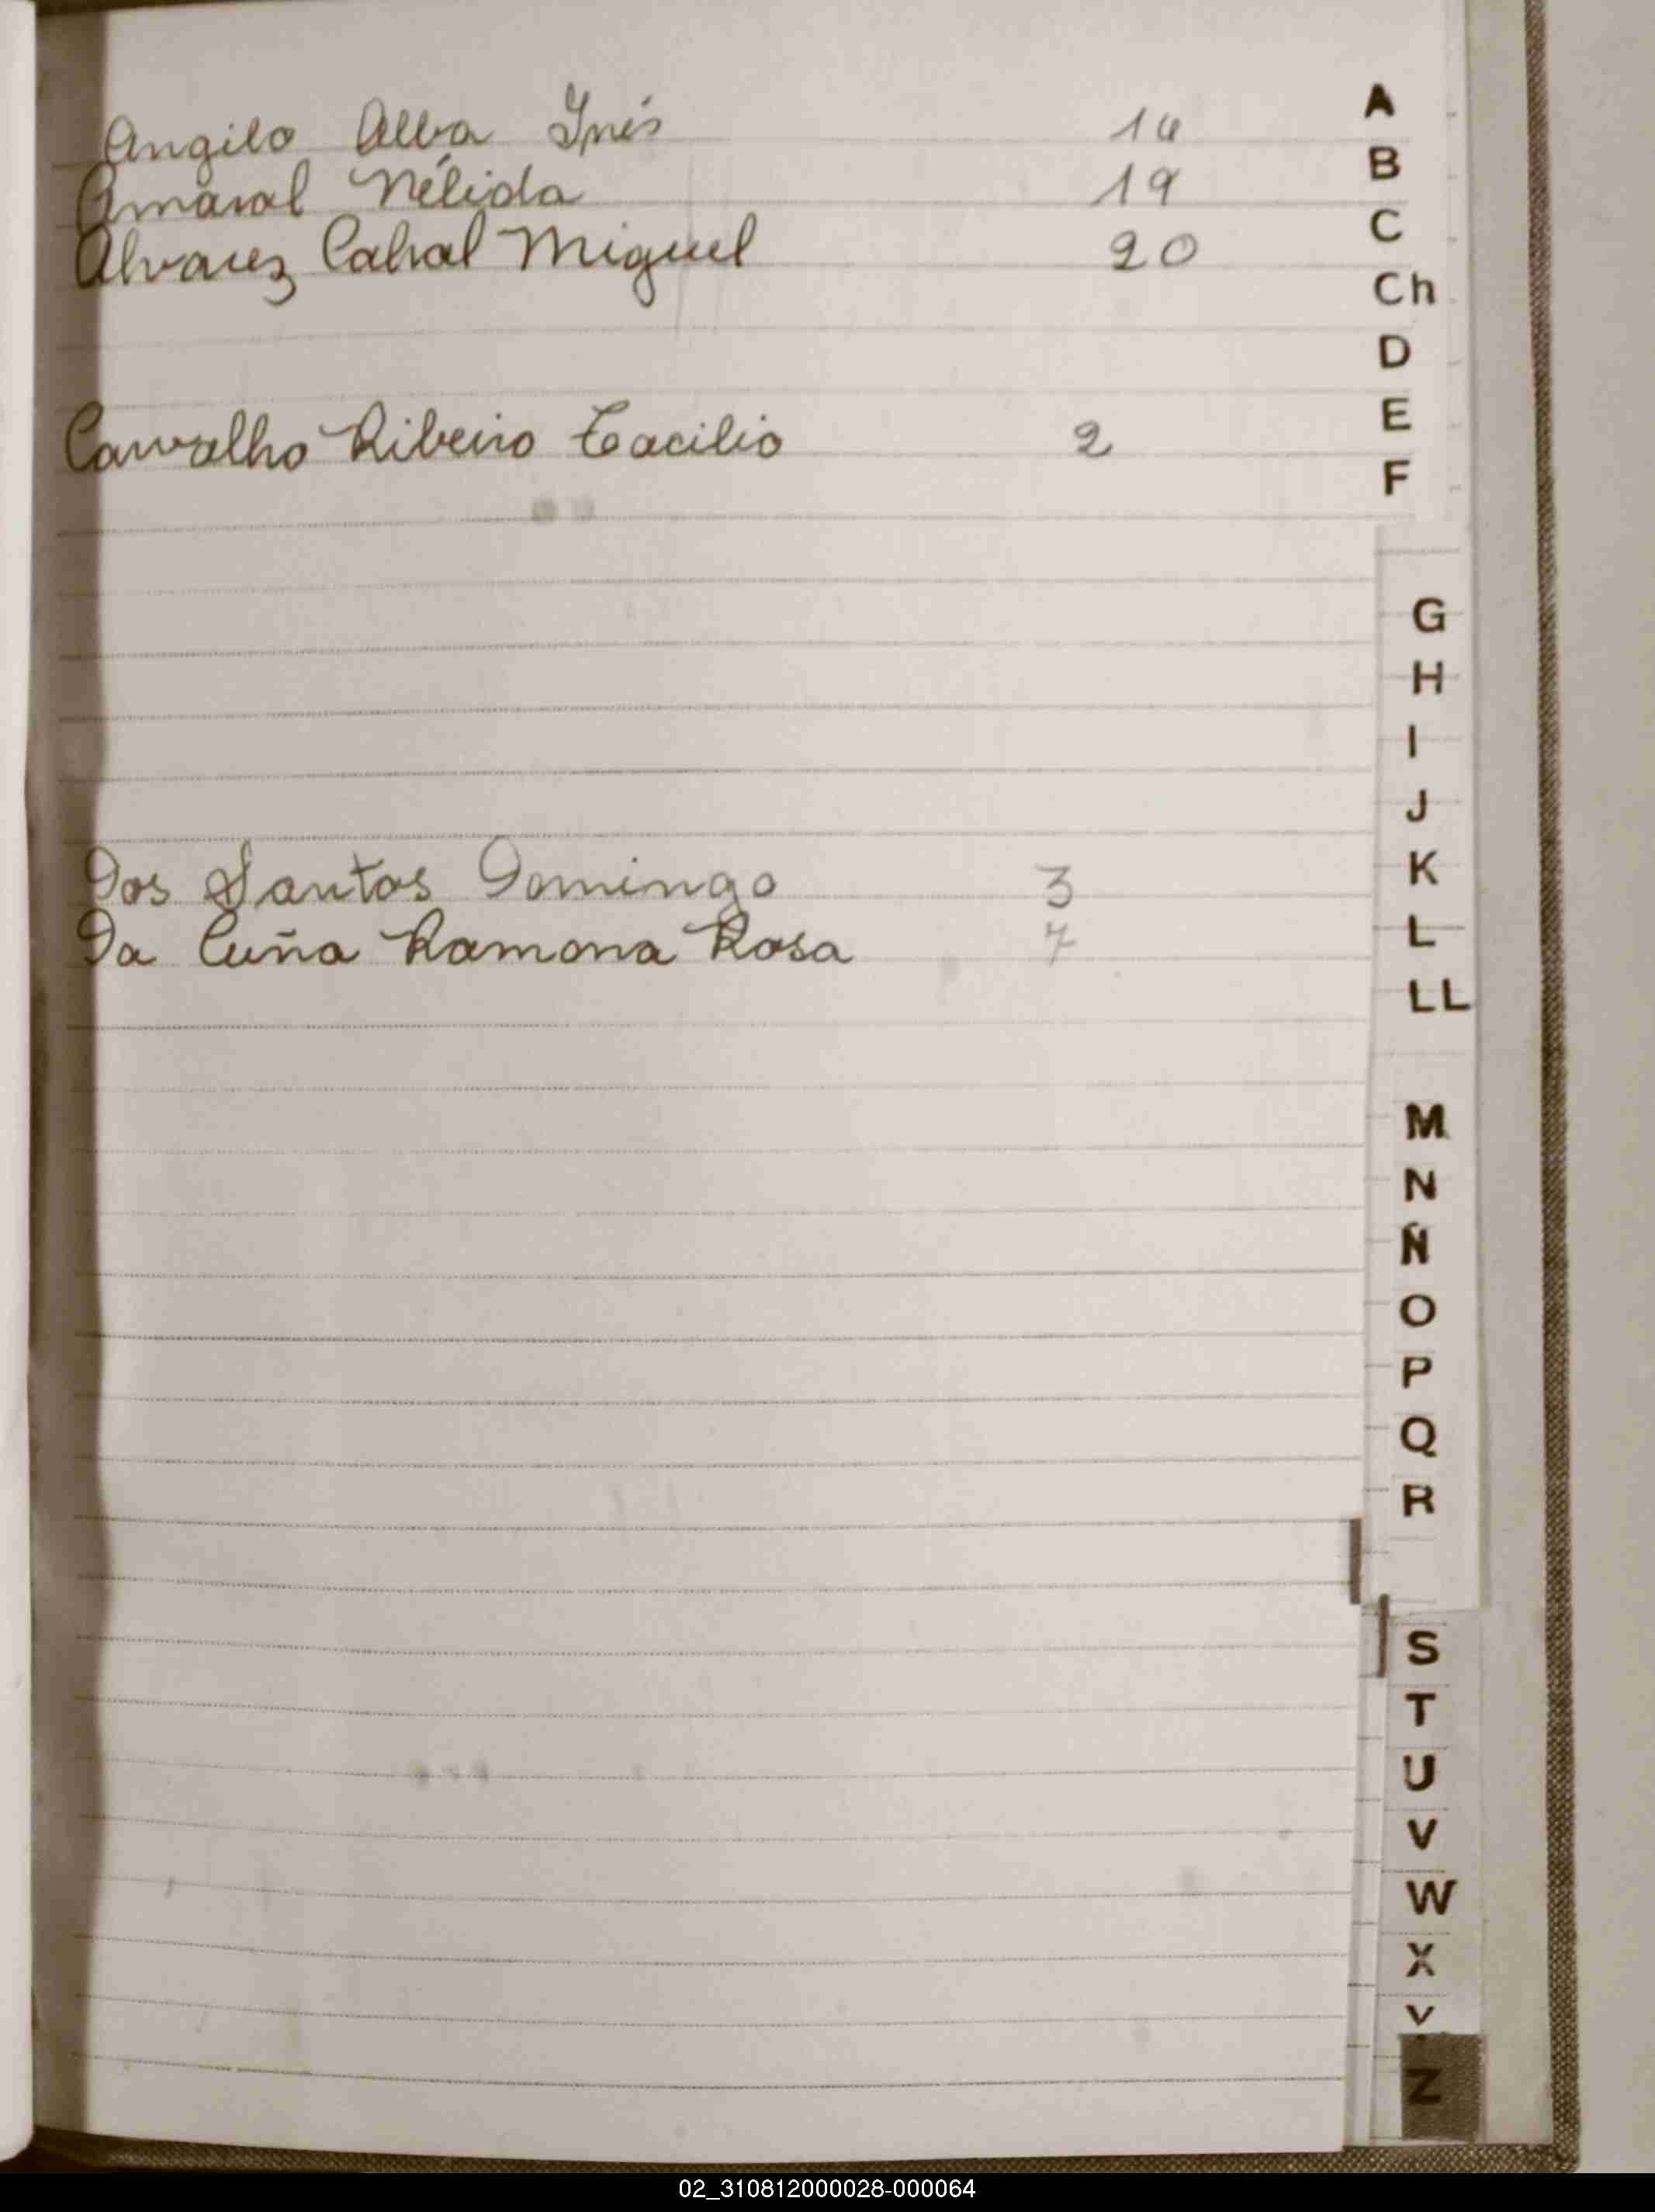 Angilo Alba Inés 14
A
Amaral Nélida 19
B
Alvarez Cabral Miguel 20
C
Ch
D
Carvalho Ribeiro Tacilio 2
E
F
G
H
I
J
Dos Santos Domingo 3
K
Da Cuña Ramona Rosa 7
L
LL
M
N
Ñ
O
P
Q
R
S
T
U
V
W
X
Y
Z
02_310812000028-000064